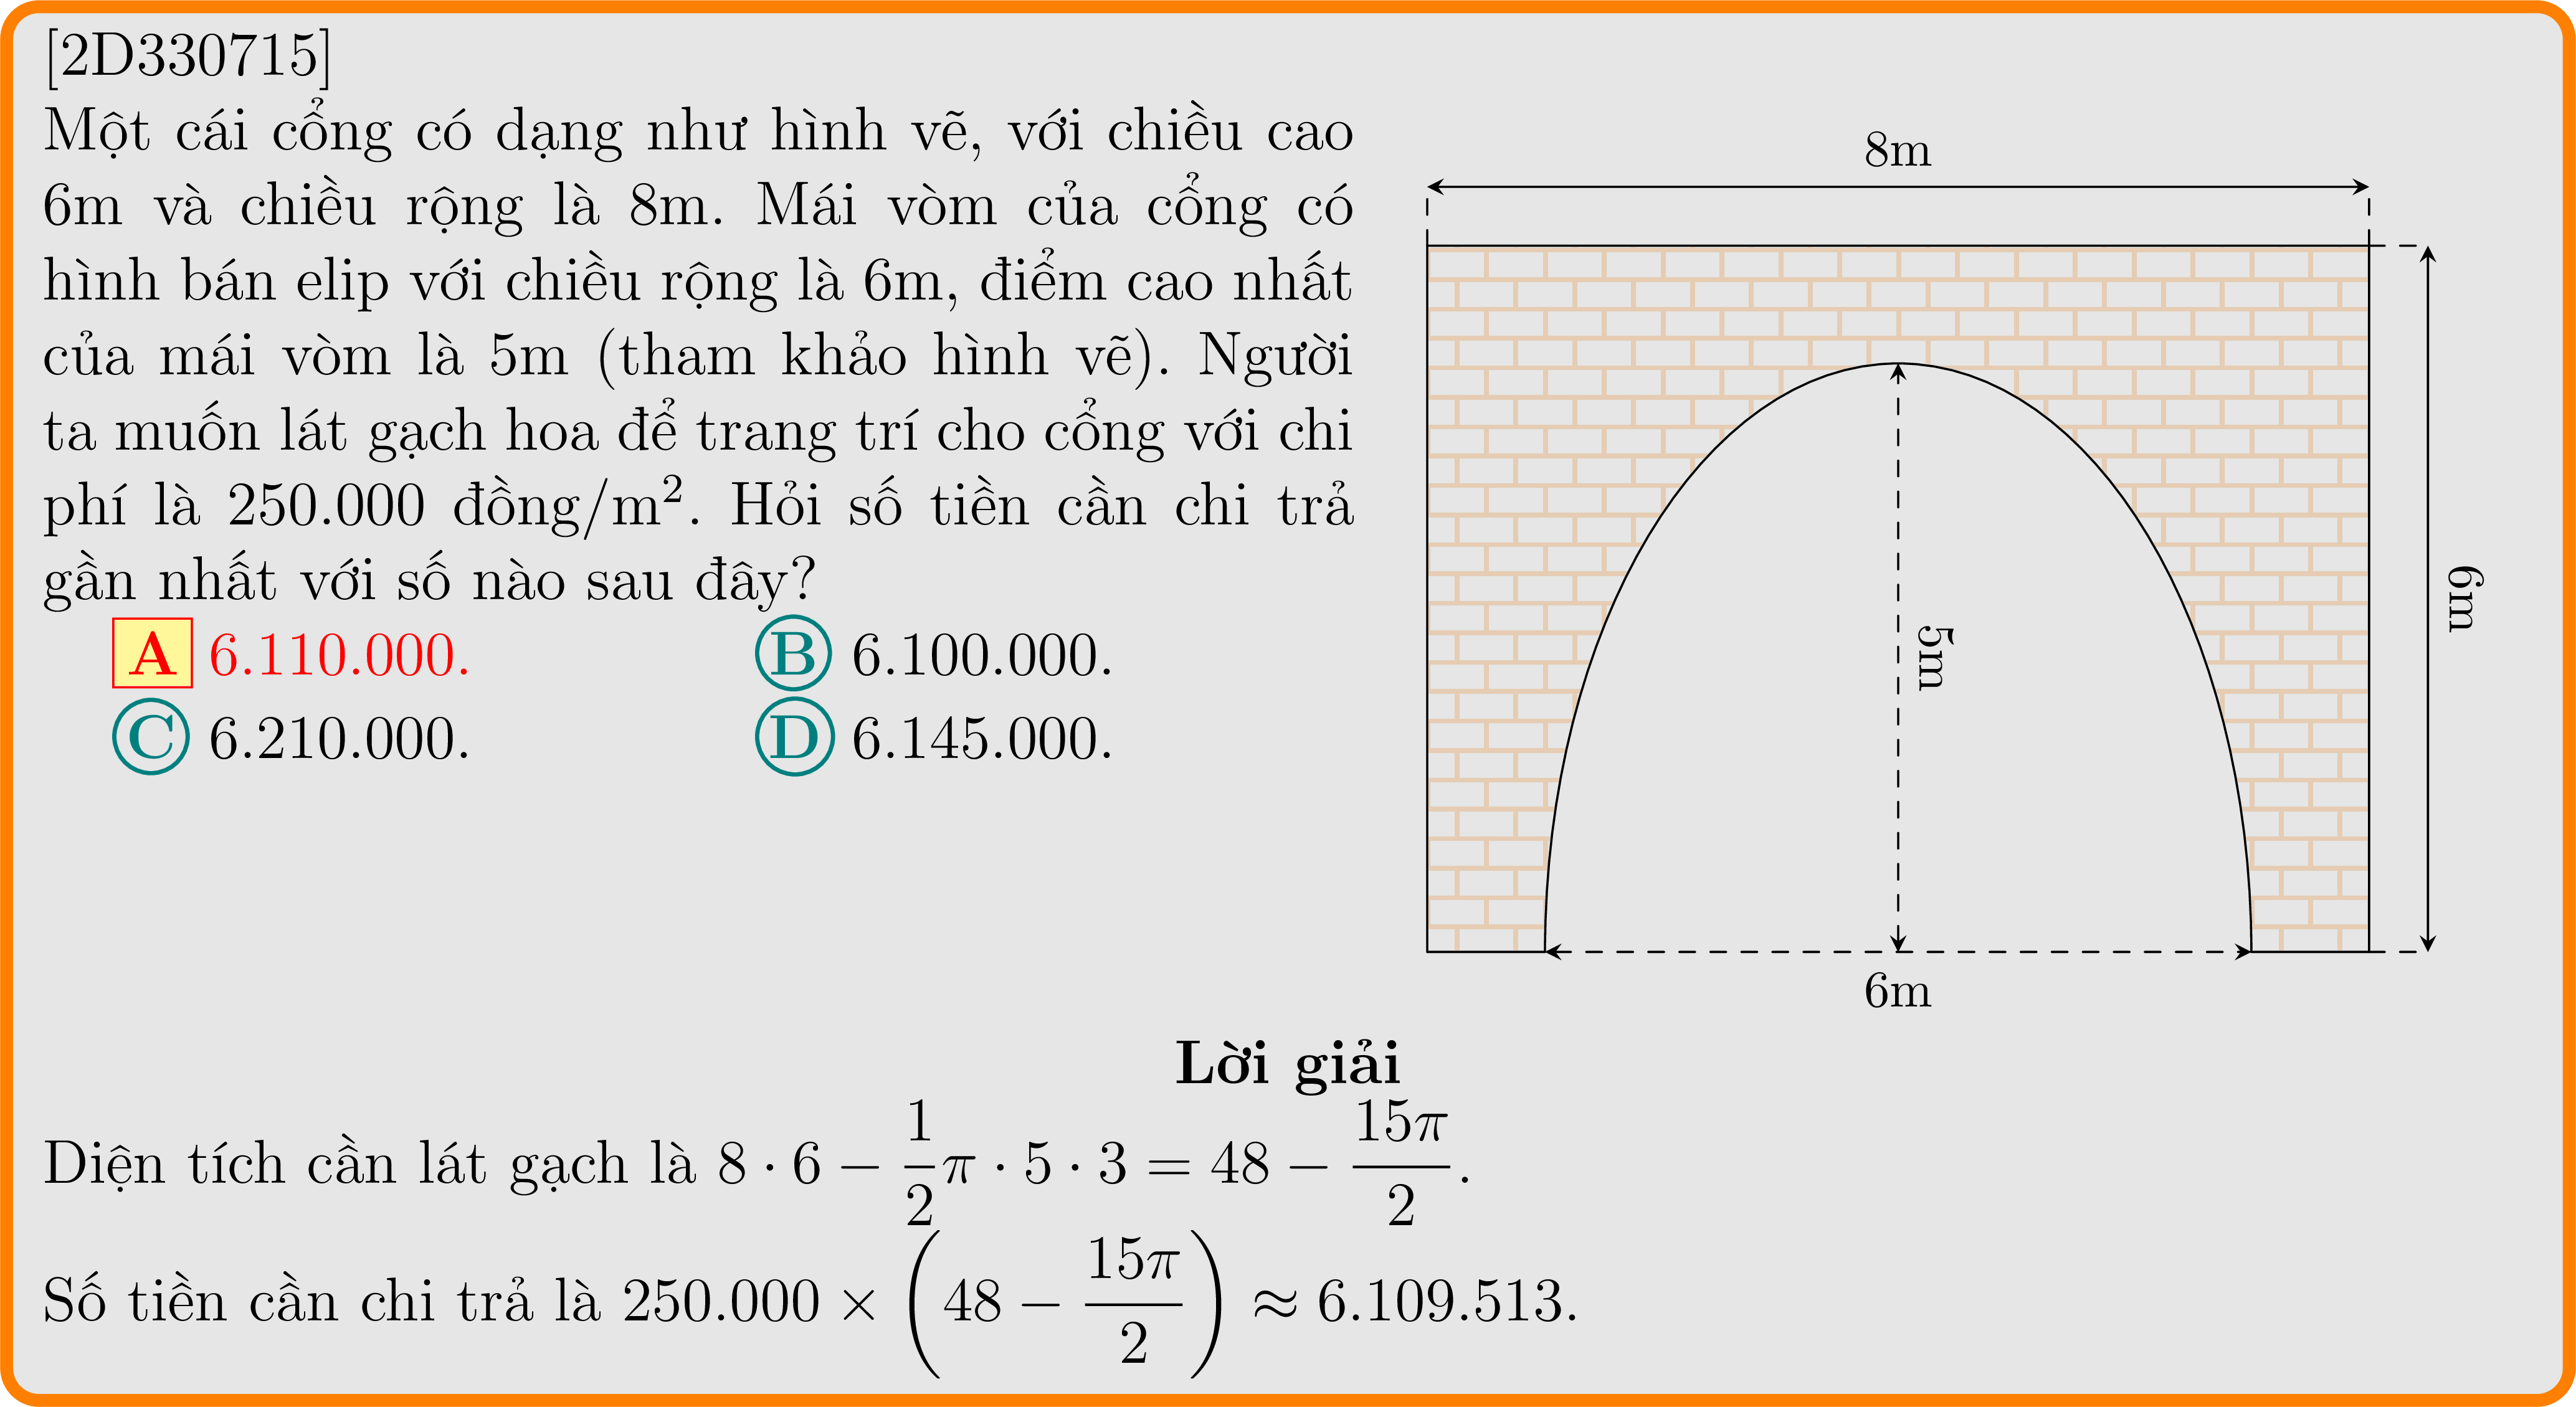 [2D330715]
Một cái cổng có dạng như hình vẽ, với chiều cao
6m và chiều rộng là 8m. Mái vòm của cổng có
hình bán elip với chiều rộng là 6m, điểm cao nhất
của mái vòm là 5m (tham khảo hình vẽ). Người
ta muốn lát gạch hoa để trang trí cho cổng với chi
phí là 250.000 đồng/m². Hỏi số tiền cần chi trả
gần nhất với số nào sau đây?
A 6.110.000. B 6.100.000.
C 6.210.000. D 6.145.000.
8m
6m
5m
6m
Lời giải
Diện tích cần lát gạch là $8 \cdot 6 - \frac{1}{2}\pi \cdot 5 \cdot 3 = 48 - \frac{15\pi}{2}$.
Số tiền cần chi trả là $250.000 \times \left(48 - \frac{15\pi}{2}\right) \approx 6.109.513$.